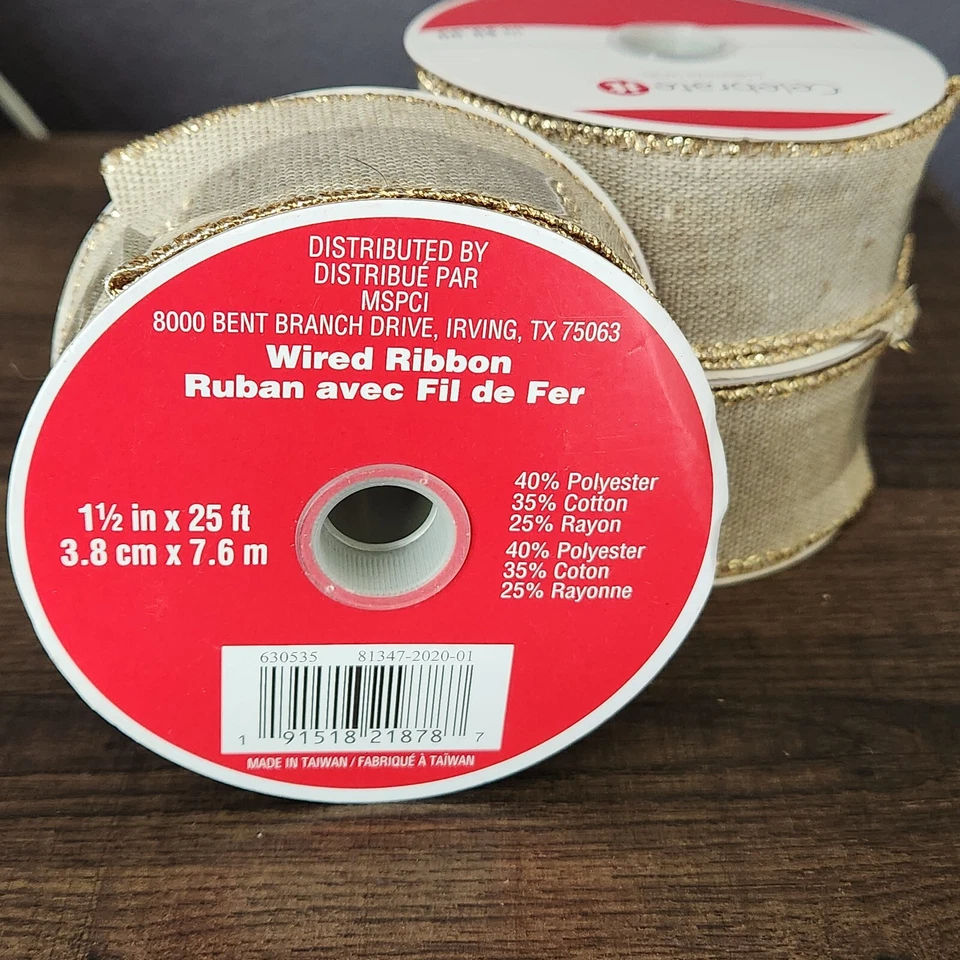 Celebrate
DISTRIBUTED BY
DISTRIBUÉ PAR
MSPCI
8000 BENT BRANCH DRIVE, IRVING, TX 75063
Wired Ribbon
Ruban avec Fil de Fer
1½ in x 25 ft
3.8 cm x 7.6 m
40% Polyester
35% Cotton
25% Rayon
40% Polyester
35% Coton
25% Rayonne
630535 81347-2020-01
1 91518 21878 7
MADE IN TAIWAN / FABRIQUÉ À TAÏWAN